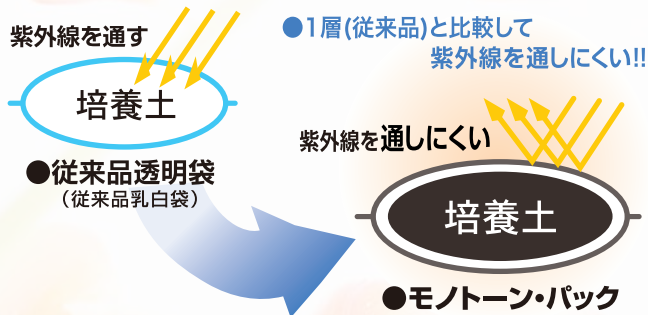 紫外線を通す
培養土
●従来品透明袋
（従来品乳白袋）
●1層(従来品)と比較して
紫外線を通しにくい!!
紫外線を通しにくい
培養土
●モノトーン・パック